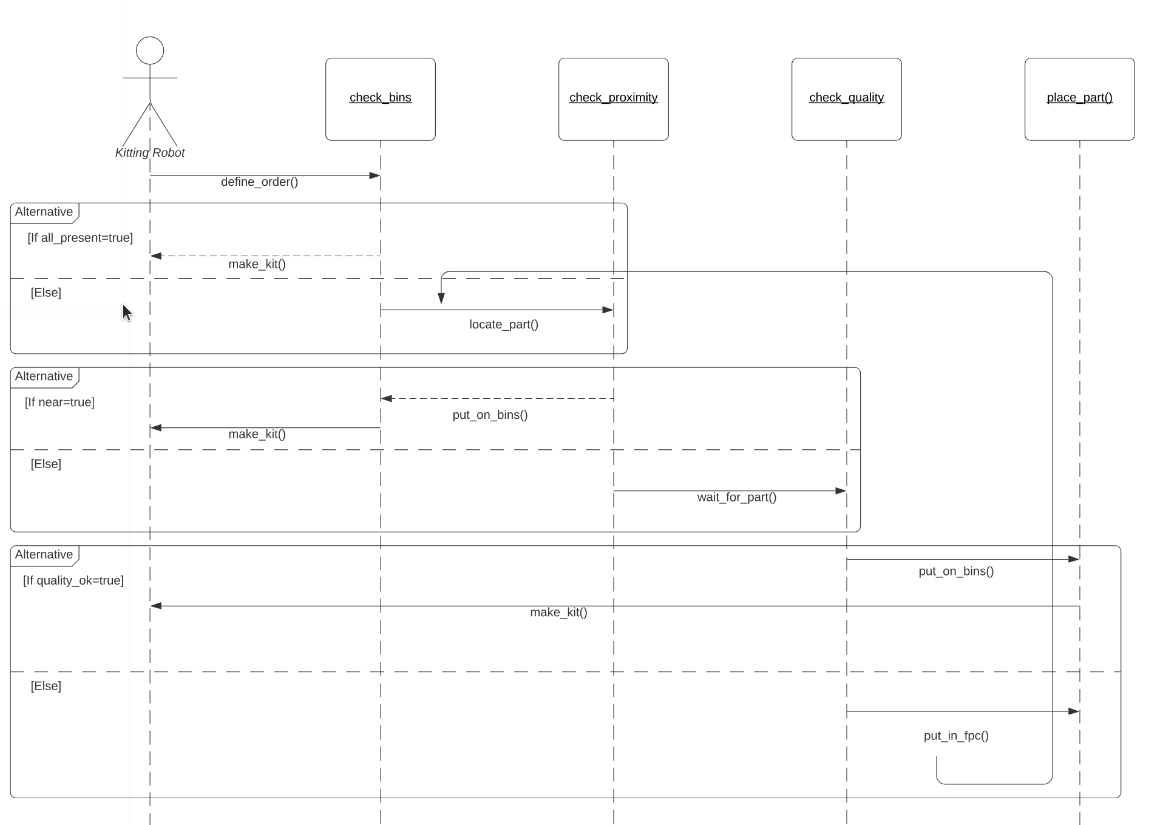 check_bins
check_proximity
check_quality
place_part()
Kitting Robot
define_order()
Alternative
[If all_present=true]
make_kit()
[Else]
locate_part()
Alternative
[If near=true]
put_on_bins()
make_kit()
[Else]
wait_for_part()
Alternative
put_on_bins()
[If quality_ok=true]
make_kit()
[Else]
put_in_fpc()